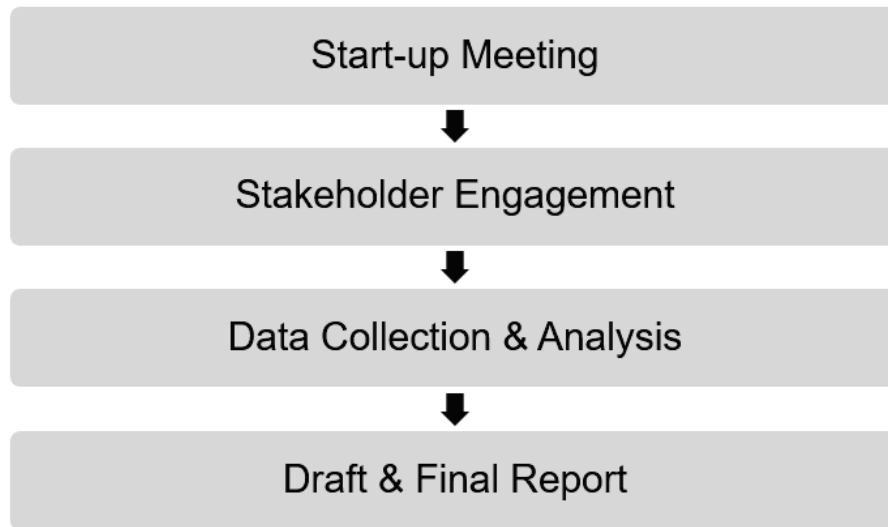 Start-up Meeting
Stakeholder Engagement
Data Collection & Analysis
Draft & Final Report